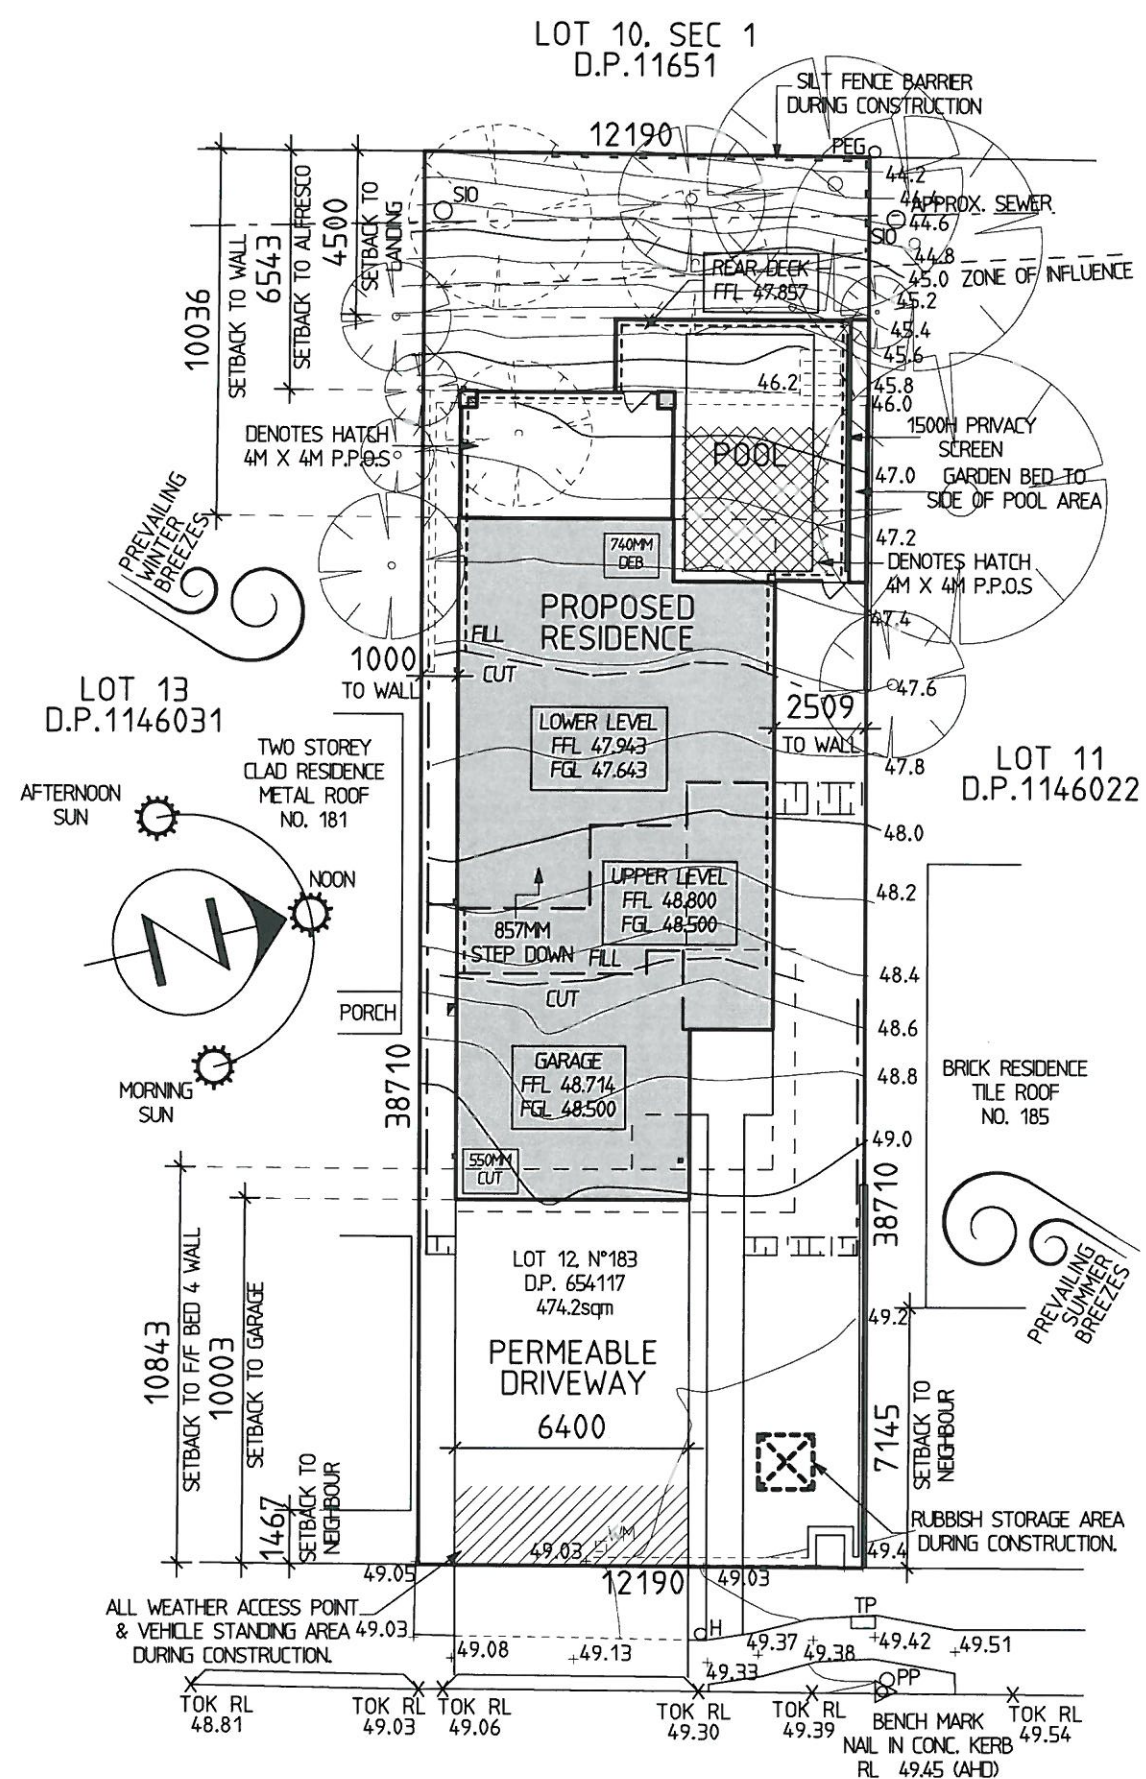 LOT 10, SEC 1
D.P.11651
SILT FENCE BARRIER
DURING CONSTRUCTION
12190
PEG
44.2
44.4
SIO
APPROX. SEWER
44.6
SIO
44.8
45.0 ZONE OF INFLUENCE
45.2
45.4
45.6
45.8
46.0
46.2
10036
SETBACK TO WALL
6543
SETBACK TO ALFRESCO
4500
SETBACK TO
LANDING
REAR DECK
FFL 47.857
DENOTES HATCH
4M X 4M P.P.O.S
POOL
1500H PRIVACY
SCREEN
47.0
GARDEN BED TO
SIDE OF POOL AREA
47.2
DENOTES HATCH
4M X 4M P.P.O.S
47.4
PREVAILING
WINTER
BREEZES
740MM
DEB
PROPOSED
RESIDENCE
FILL
CUT
1000
TO WALL
47.6
2509
TO WALL
47.8
LOT 13
D.P.1146031
LOT 11
D.P.1146022
TWO STOREY
CLAD RESIDENCE
METAL ROOF
NO. 181
LOWER LEVEL
FFL 47.943
FGL 47.643
AFTERNOON
SUN
NOON
N
MORNING
SUN
48.0
48.2
UPPER LEVEL
FFL 48.800
FGL 48.500
857MM
STEP DOWN
FILL
CUT
48.4
48.6
PORCH
38710
GARAGE
FFL 48.714
FGL 48.500
48.8
BRICK RESIDENCE
TILE ROOF
NO. 185
49.0
550MM
CUT
38710
PREVAILING
SUMMER
BREEZES
10843
SETBACK TO F/F BED 4 WALL
10003
SETBACK TO GARAGE
1467
SETBACK TO
NEIGHBOUR
LOT 12, N°183
D.P. 654117
474.2sqm
PERMEABLE
DRIVEWAY
6400
49.2
7145
SETBACK TO
NEIGHBOUR
RUBBISH STORAGE AREA
DURING CONSTRUCTION.
WM
49.03
49.4
49.05
12190
49.03
ALL WEATHER ACCESS POINT
& VEHICLE STANDING AREA
DURING CONSTRUCTION.
49.03
49.08
49.13
H
TP
49.37
49.38
49.42
49.51
49.33
PP
TOK RL
48.81
TOK RL
49.03
TOK RL
49.06
TOK RL
49.30
TOK RL
49.39
TOK RL
49.54
BENCH MARK
NAIL IN CONC. KERB
RL 49.45 (AHD)